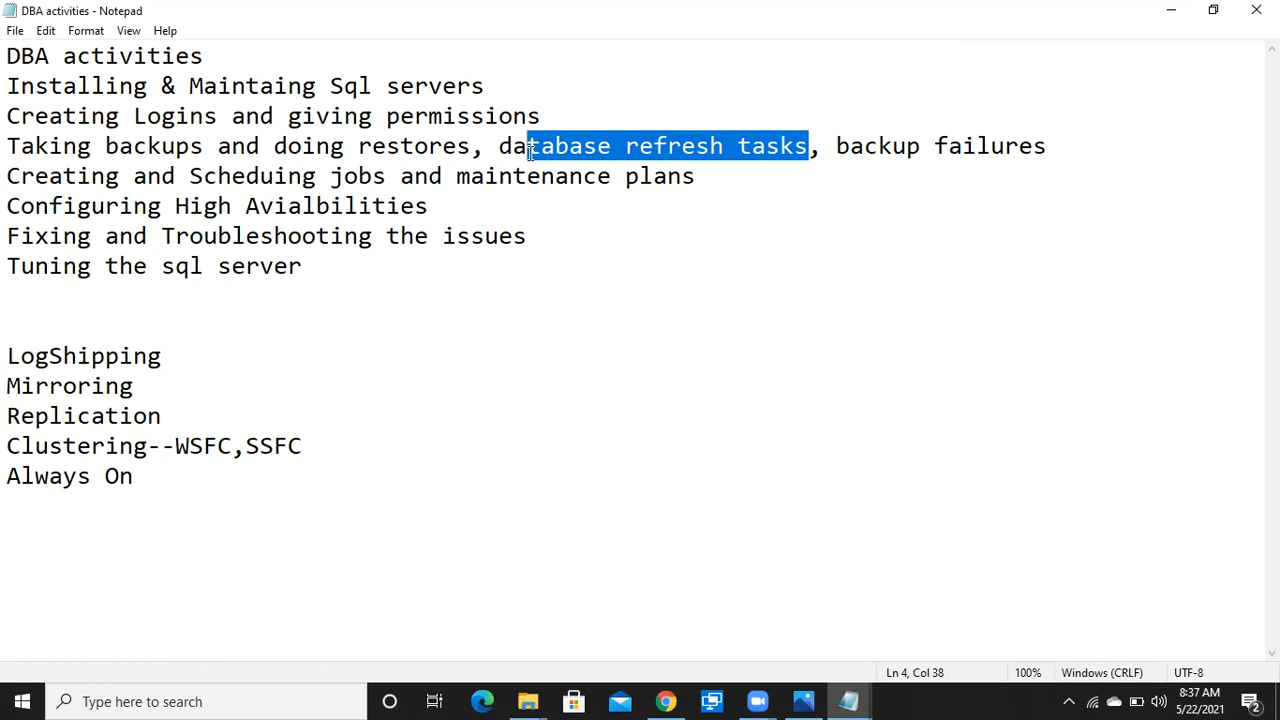 DBA activities - Notepad
File Edit Format View Help
DBA activities
Installing & Maintaing Sql servers
Creating Logins and giving permissions
Taking backups and doing restores, database refresh tasks, backup failures
Creating and Scheduing jobs and maintenance plans
Configuring High Avialbilities
Fixing and Troubleshooting the issues
Tuning the sql server
LogShipping
Mirroring
Replication
Clustering--WSFC,SSFC
Always On
Ln 4, Col 38 100% Windows (CRLF) UTF-8
Type here to search
8:37 AM
5/22/2021
2